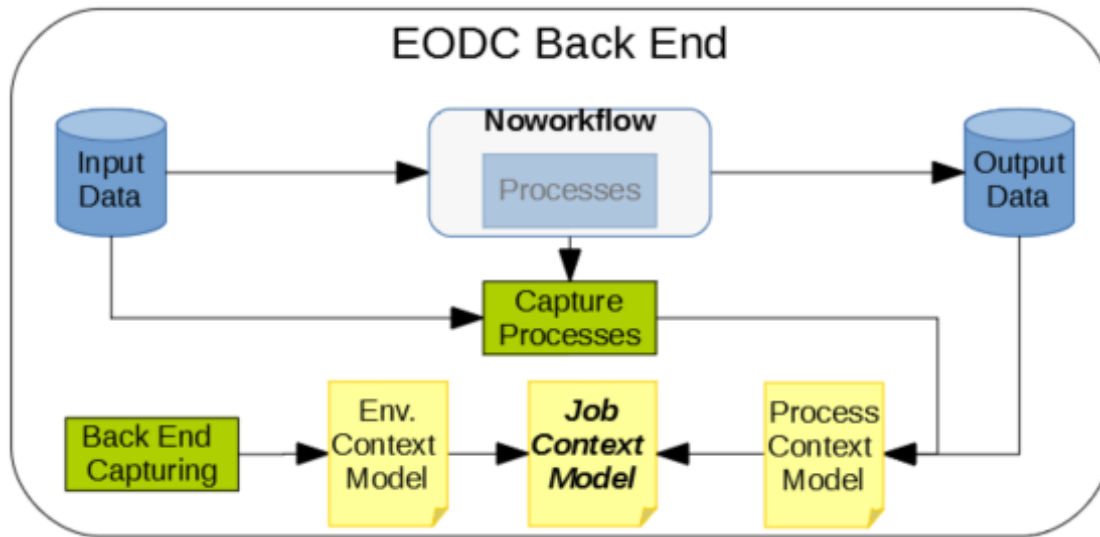 EODC Back End
Noworkflow
Input
Data
Processes
Output
Data
Capture
Processes
Back End
Capturing
Env.
Context
Model
Job
Context
Model
Process
Context
Model